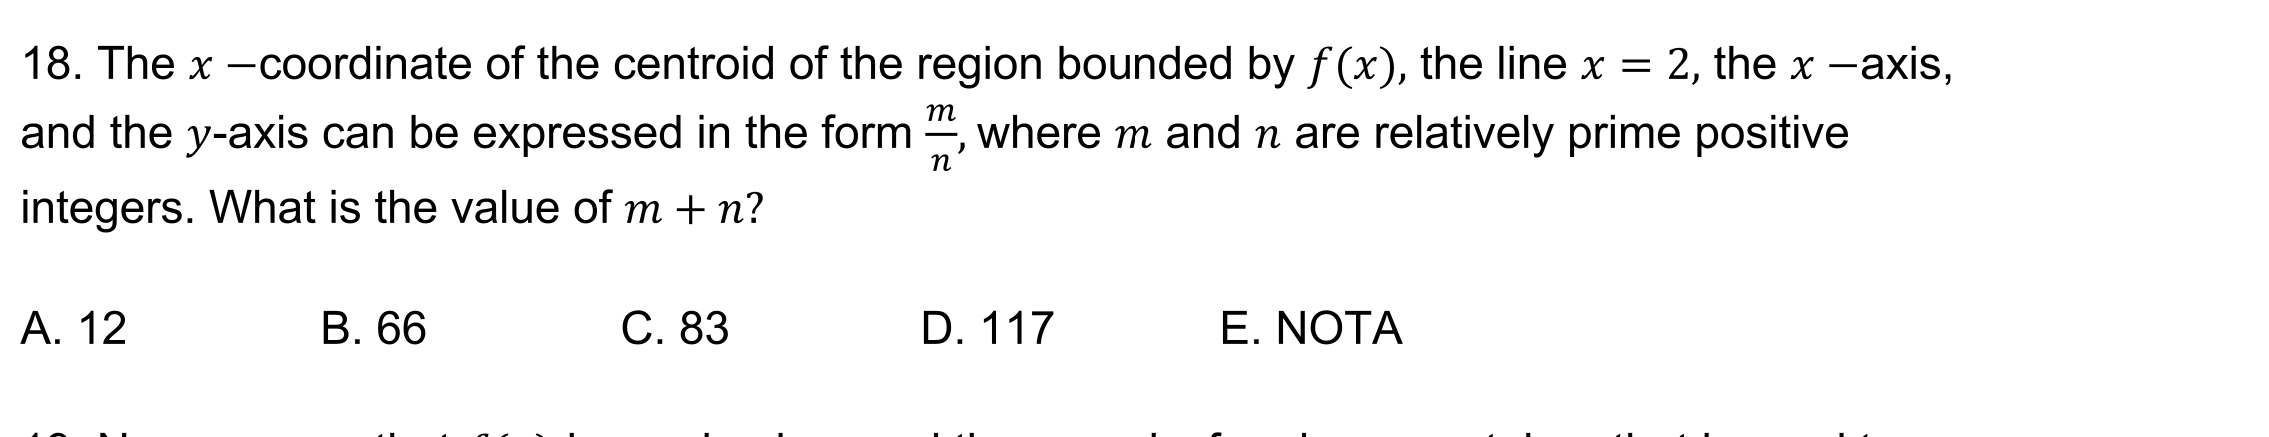 18. The x −coordinate of the centroid of the region bounded by f(x), the line x = 2, the x −axis,
and the y-axis can be expressed in the form m/n, where m and n are relatively prime positive
integers. What is the value of m + n?
A. 12 B. 66 C. 83 D. 117 E. NOTA